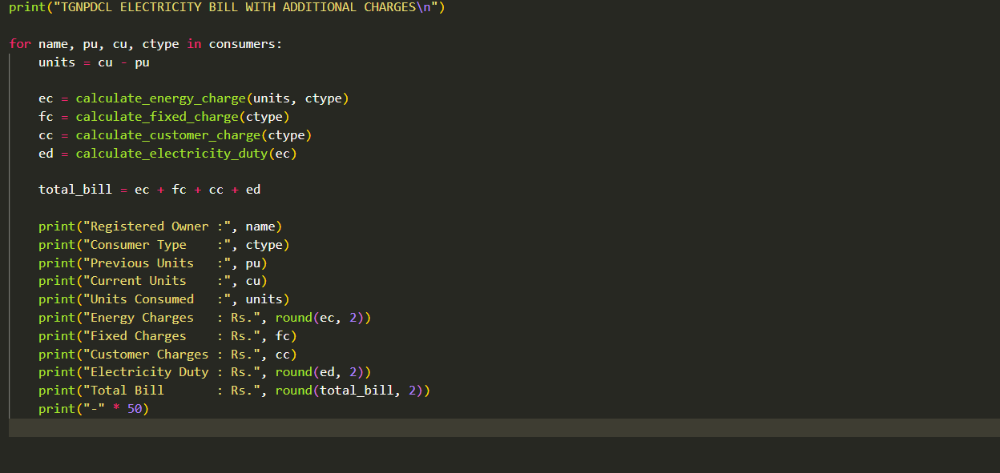 print("TGNPDCL ELECTRICITY BILL WITH ADDITIONAL CHARGES\n")
for name, pu, cu, ctype in consumers:
    units = cu - pu
    ec = calculate_energy_charge(units, ctype)
    fc = calculate_fixed_charge(ctype)
    cc = calculate_customer_charge(ctype)
    ed = calculate_electricity_duty(ec)
    total_bill = ec + fc + cc + ed
    print("Registered Owner :", name)
    print("Consumer Type    :", ctype)
    print("Previous Units   :", pu)
    print("Current Units    :", cu)
    print("Units Consumed   :", units)
    print("Energy Charges   : Rs.", round(ec, 2))
    print("Fixed Charges    : Rs.", fc)
    print("Customer Charges : Rs.", cc)
    print("Electricity Duty : Rs.", round(ed, 2))
    print("Total Bill       : Rs.", round(total_bill, 2))
    print("-" * 50)